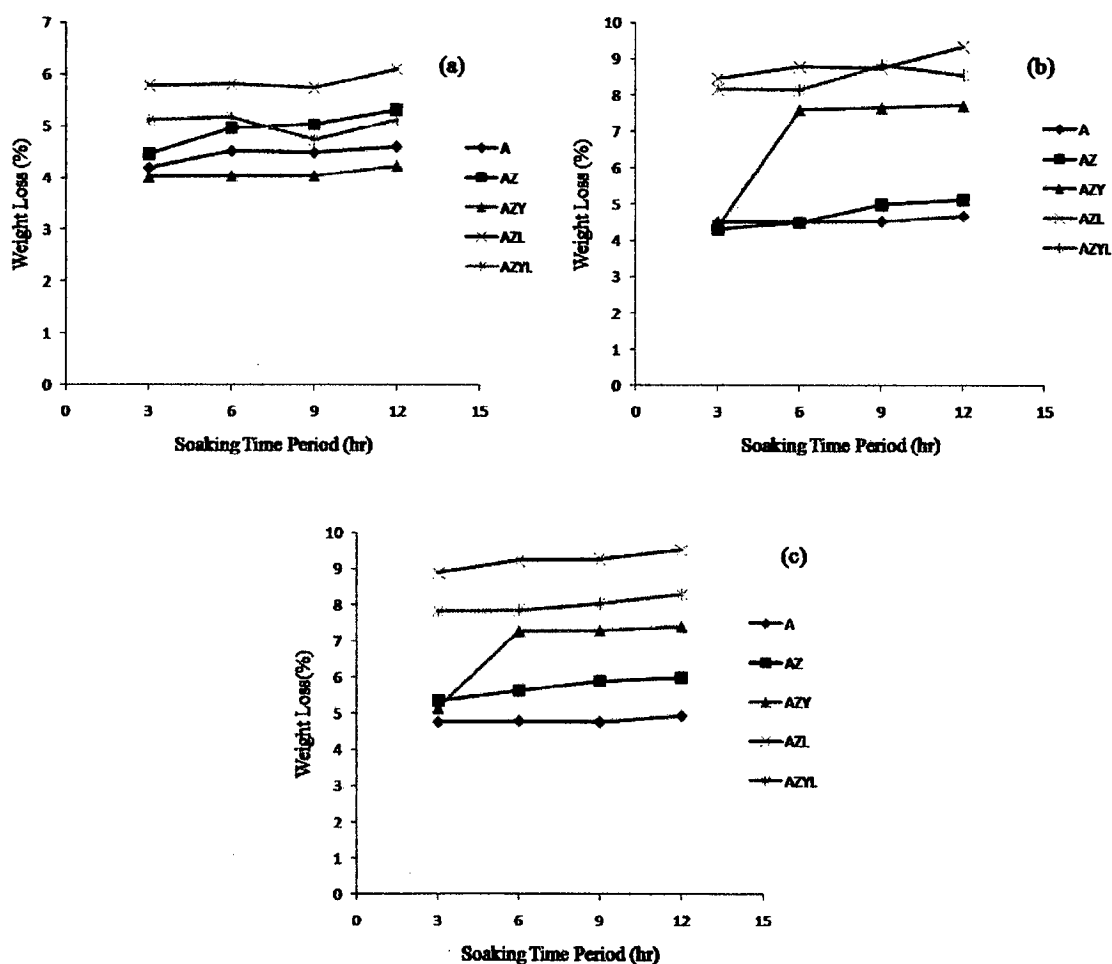 7
6
5
4
3
2
1
0
Weight Loss (%)
0 3 6 9 12 15
Soaking Time Period (hr)
(a)
A
AZ
AZY
AZL
AZYL
10
9
8
7
6
5
4
3
2
1
0
Weight Loss(%)
0 3 6 9 12 15
Soaking Time Period (hr)
(b)
A
AZ
AZY
AZL
AZYL
10
9
8
7
6
5
4
3
2
1
0
Weight Loss(%)
0 3 6 9 12 15
Soaking Time Period (hr)
(c)
A
AZ
AZY
AZL
AZYL